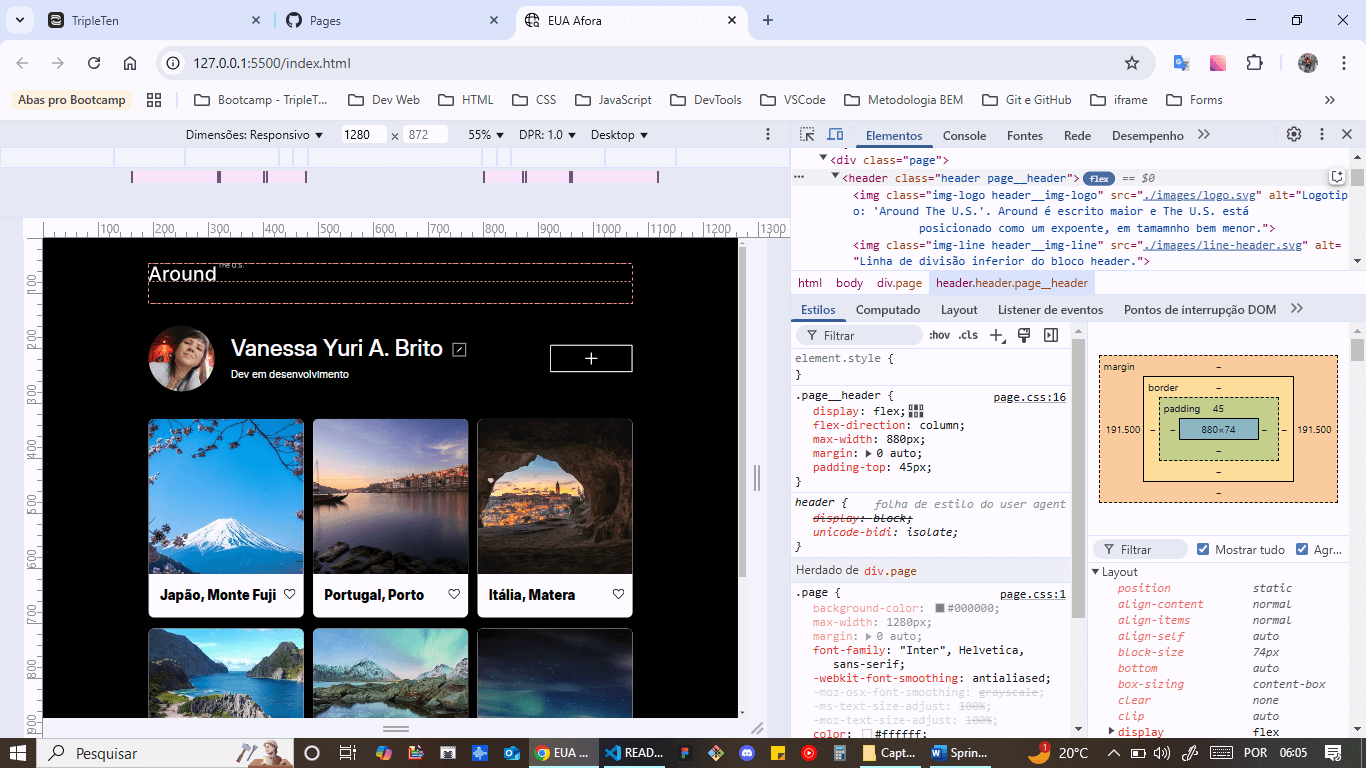 TripleTen
Pages
EUA Afora
127.0.0.1:5500/index.html
Abas pro Bootcamp
Bootcamp - TripleT...
Dev Web
HTML
CSS
JavaScript
DevTools
VSCode
Metodologia BEM
Git e GitHub
iframe
Forms
Dimensões: Responsivo
1280 × 872
55%
DPR: 1.0
Desktop
Elementos
Console
Fontes
Rede
Desempenho
<div class="page">
<header class="header page__header"> flex == $0
<img class="img-logo header__img-logo" src="./images/logo.svg" alt="Logotip
o: 'Around The U.S.'. Around é escrito maior e The U.S. está
posicionado como um expoente, em tamamnho bem menor.">
<img class="img-line header__img-line" src="./images/line-header.svg" alt=
"Linha de divisão inferior do bloco header.">
html body div.page header.header.page__header
100 200 300 400 500 600 700 800 900 1000 1100 1200 1300
100
200
300
400
500
600
700
800
900
Around The U.S.
Vanessa Yuri A. Brito
Dev em desenvolvimento
Japão, Monte Fuji
Portugal, Porto
Itália, Matera
Estilos
Computado
Layout
Listener de eventos
Pontos de interrupção DOM
Filtrar
:hov .cls
element.style {
}
.page__header { page.css:16
display: flex;
flex-direction: column;
max-width: 880px;
margin: 0 auto;
padding-top: 45px;
}
header { folha de estilo do user agent
display: block;
unicode-bidi: isolate;
}
Herdado de div.page
.page { page.css:1
background-color: #000000;
max-width: 1280px;
margin: 0 auto;
font-family: "Inter", Helvetica,
sans-serif;
-webkit-font-smoothing: antialiased;
-moz-osx-font-smoothing: grayscale;
-ms-text-size-adjust: 100%;
-moz-text-size-adjust: 100%;
color: #ffffff;
margin –
border –
padding 45
191.500 – – 880×74 – – 191.500
–
–
–
Filtrar
Mostrar tudo
Agr...
Layout
position static
align-content normal
align-items normal
align-self auto
block-size 74px
bottom auto
box-sizing content-box
clear none
clip auto
display flex
Pesquisar
EUA ...
READ...
Capt...
Sprin...
1
20°C
POR
06:05